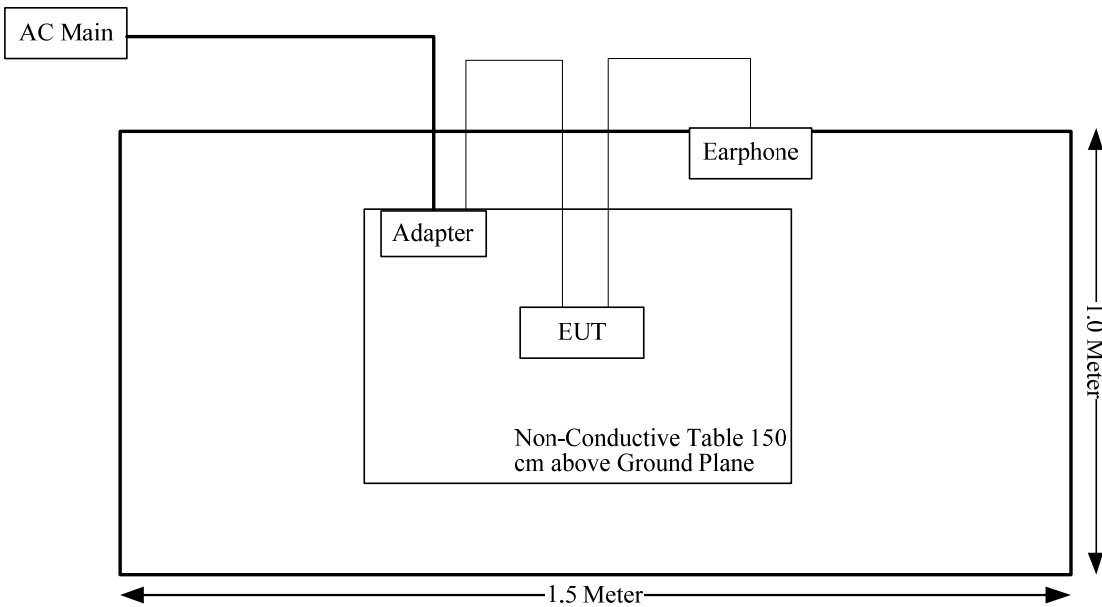 AC Main
Earphone
Adapter
EUT
Non-Conductive Table 150
cm above Ground Plane
1.0 Meter
1.5 Meter